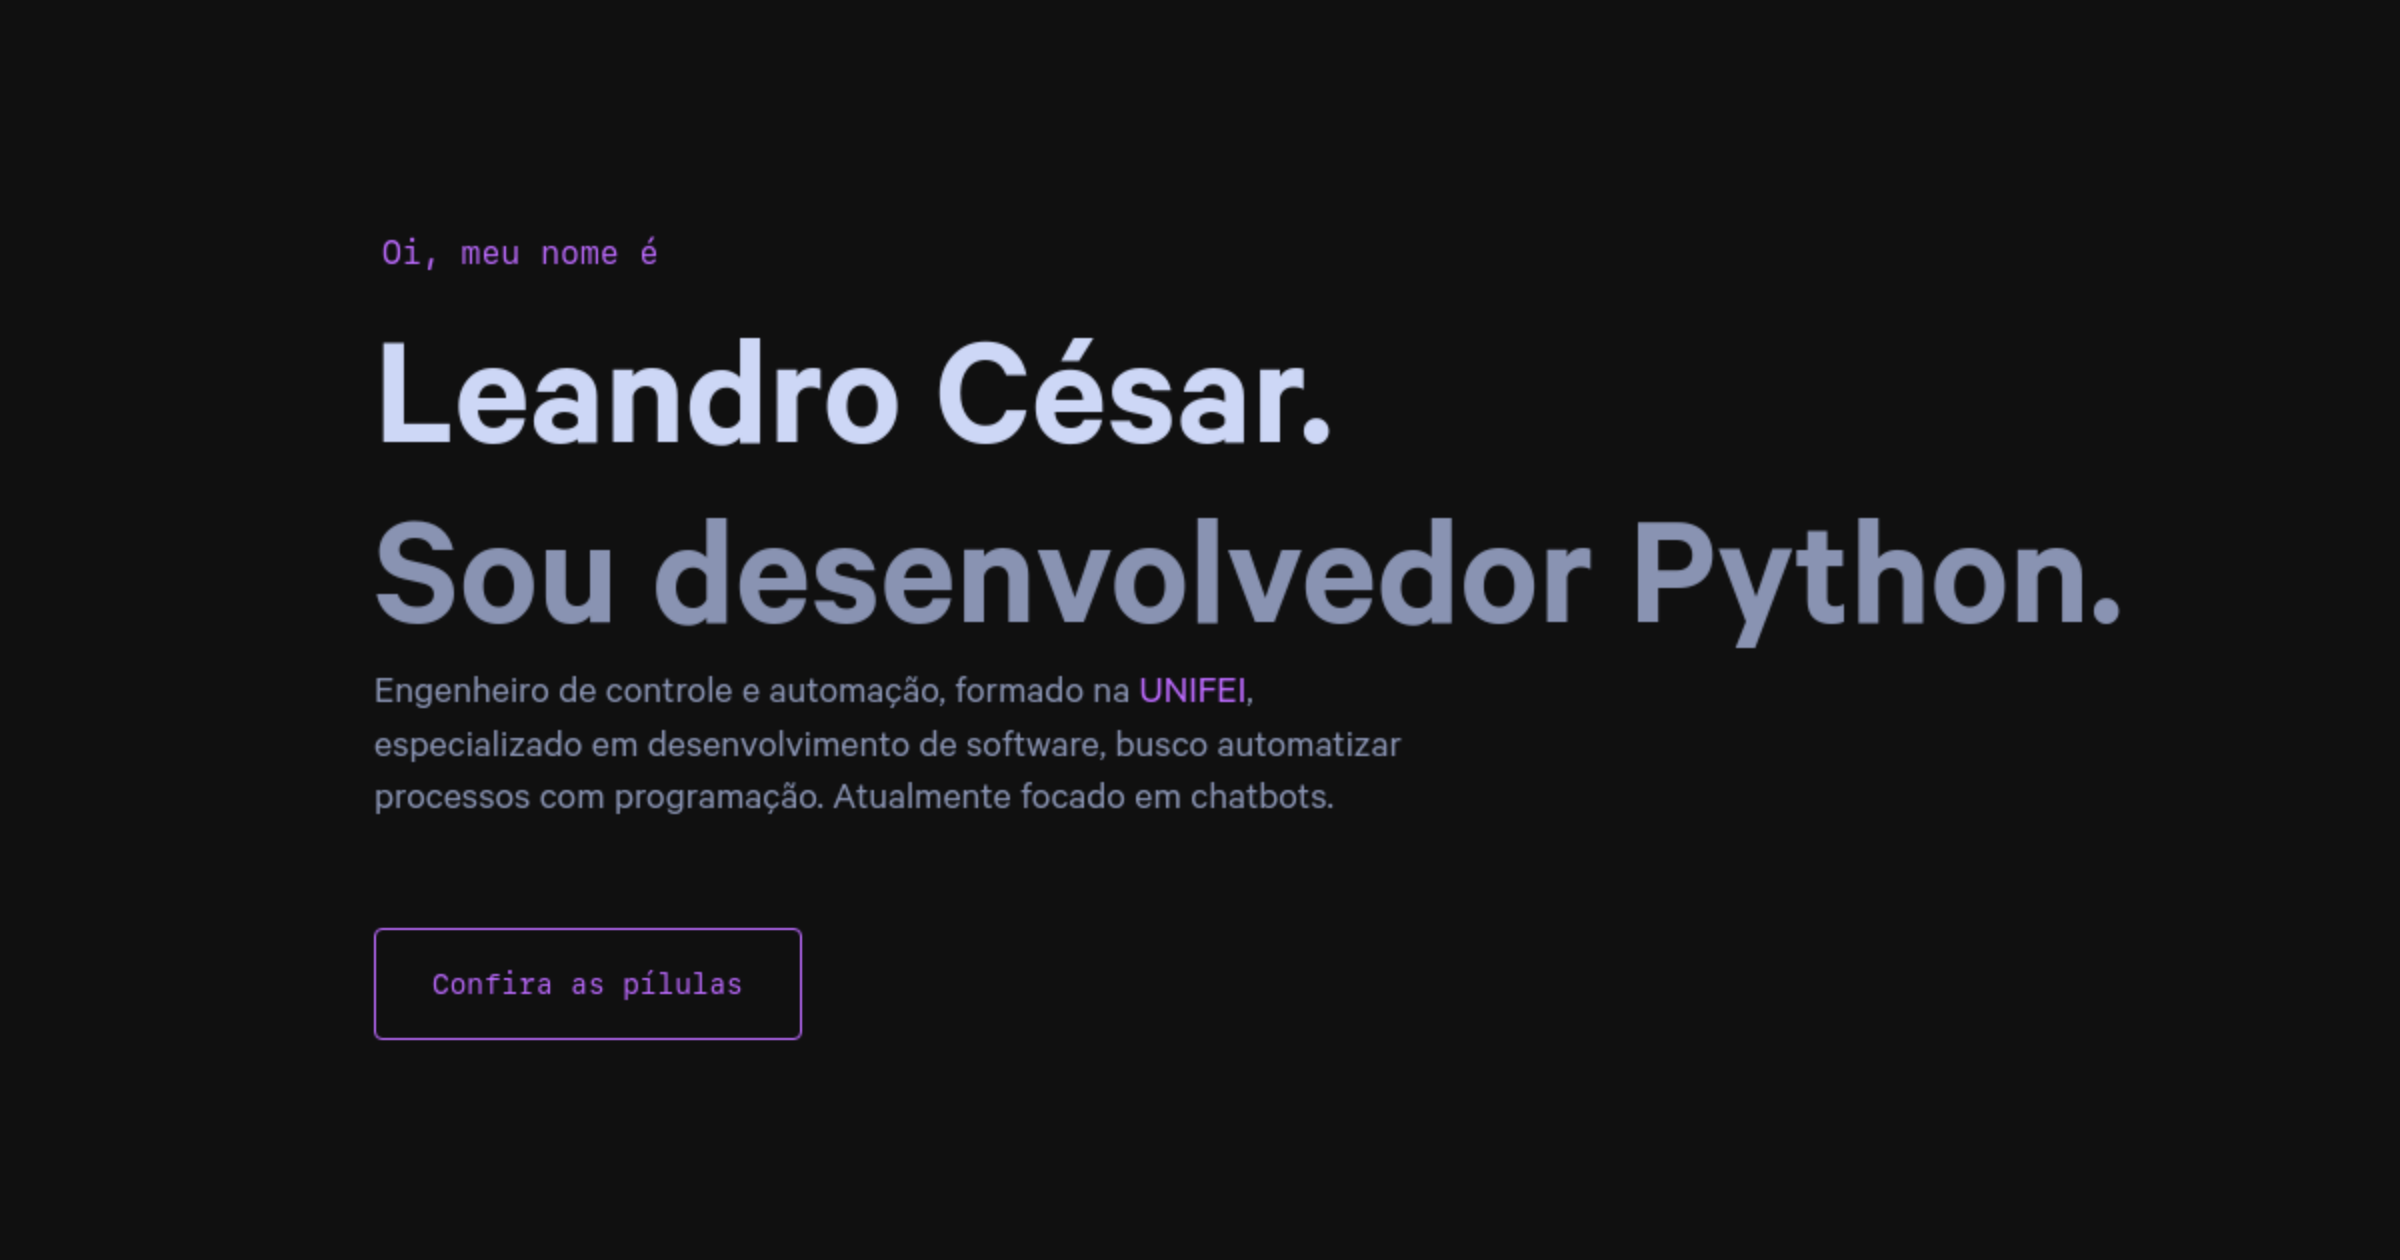 Oi, meu nome é
Leandro César.
Sou desenvolvedor Python.
Engenheiro de controle e automação, formado na UNIFEI,
especializado em desenvolvimento de software, busco automatizar
processos com programação. Atualmente focado em chatbots.
Confira as pílulas